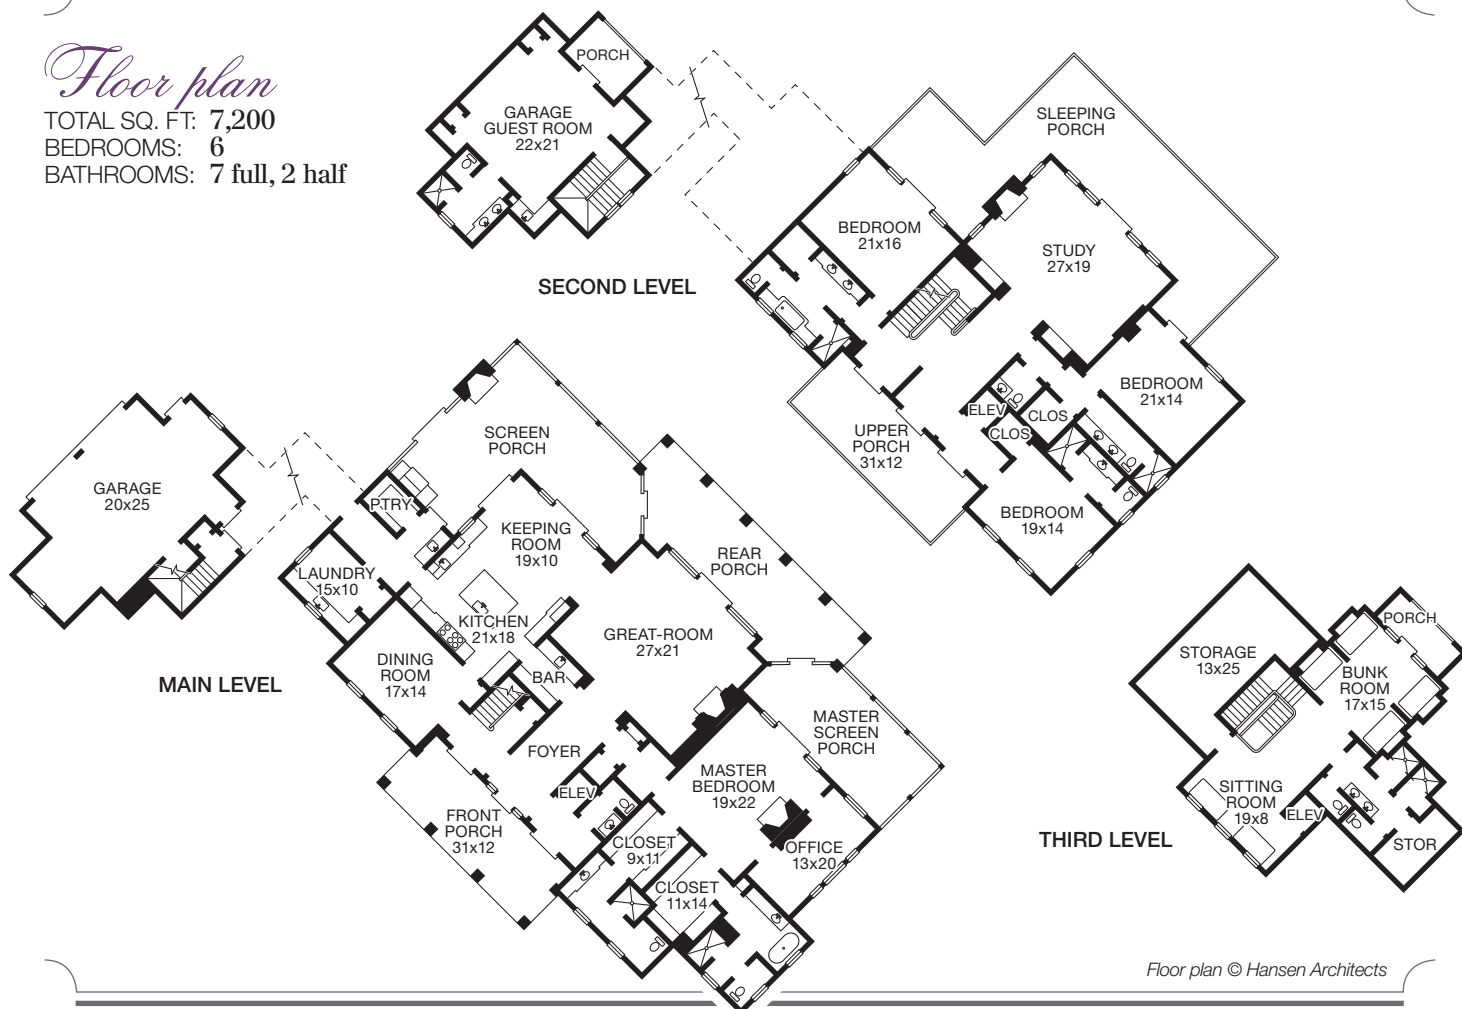 Floor plan
TOTAL SQ. FT: 7,200
BEDROOMS: 6
BATHROOMS: 7 full, 2 half
PORCH
GARAGE
GUEST ROOM
22x21
SECOND LEVEL
SLEEPING
PORCH
BEDROOM
21x16
STUDY
27x19
BEDROOM
21x14
ELEV
CLOS
CLOS
UPPER
PORCH
31x12
BEDROOM
19x14
GARAGE
20x25
SCREEN
PORCH
PTRY
KEEPING
ROOM
19x10
REAR
PORCH
LAUNDRY
15x10
KITCHEN
21x18
GREAT-ROOM
27x21
DINING
ROOM
17x14
BAR
MAIN LEVEL
FOYER
MASTER
SCREEN
PORCH
MASTER
BEDROOM
19x22
ELEV
FRONT
PORCH
31x12
CLOSET
9x11
OFFICE
13x20
CLOSET
11x14
STORAGE
13x25
PORCH
BUNK
ROOM
17x15
SITTING
ROOM
19x8
ELEV
STOR
THIRD LEVEL
Floor plan © Hansen Architects